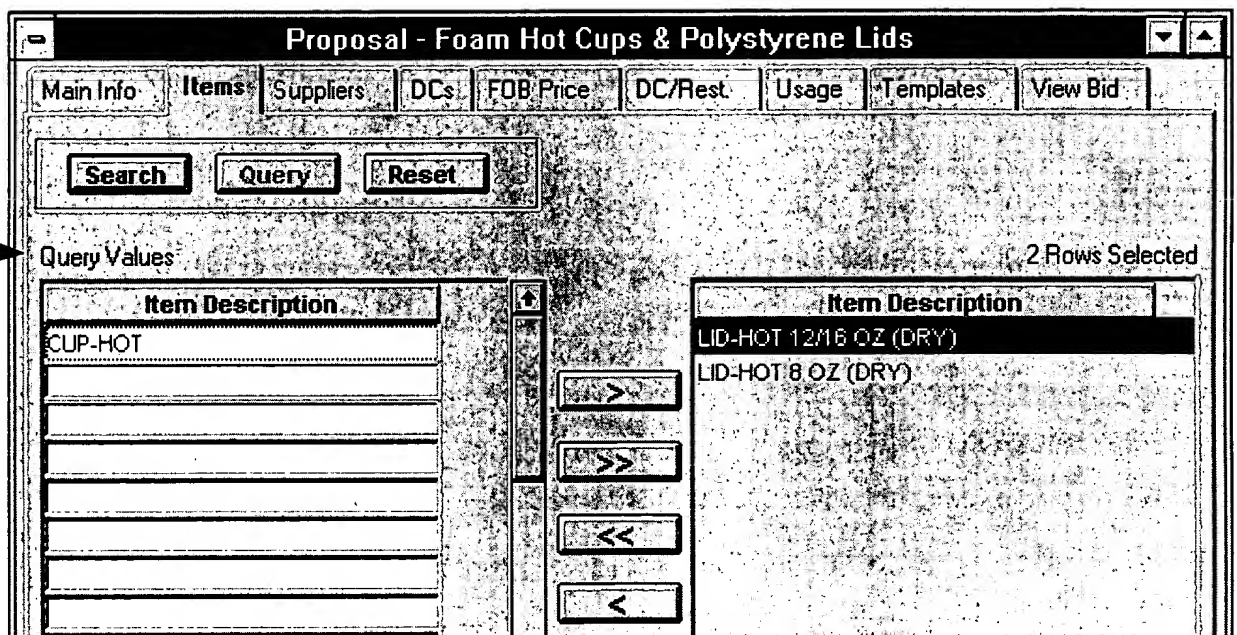 Proposal - Foam Hot Cups & Polystyrene Lids
Main Info Items Suppliers DCs FOB Price DC/Rest. Usage Templates View Bid
Search Query Reset
Query Values 2 Rows Selected
Item Description Item Description
CUP-HOT LID-HOT 12/16 OZ (DRY)
LID-HOT 8 OZ (DRY)
>
>>
<<
<